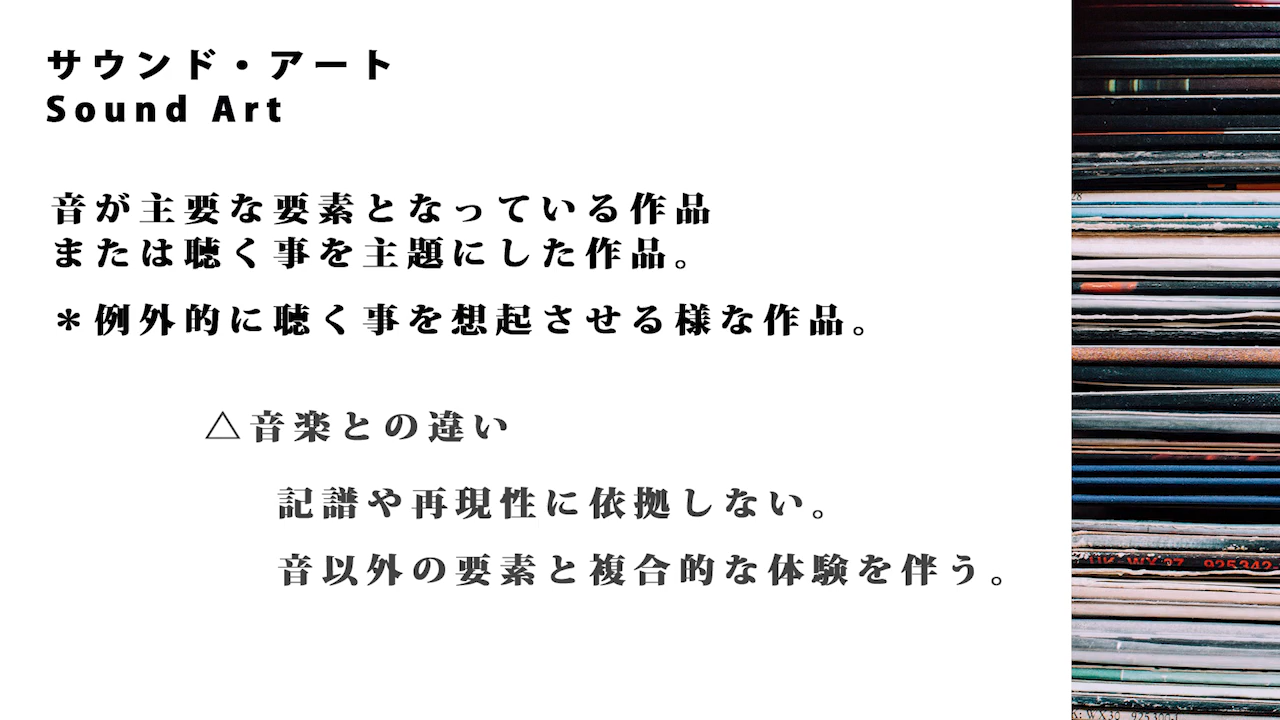 サウンド・アート
Sound Art
音が主要な要素となっている作品
または聴く事を主題にした作品。
＊例外的に聴く事を想起させる様な作品。
△音楽との違い
記譜や再現性に依拠しない。
音以外の要素と複合的な体験を伴う。
28
925342-